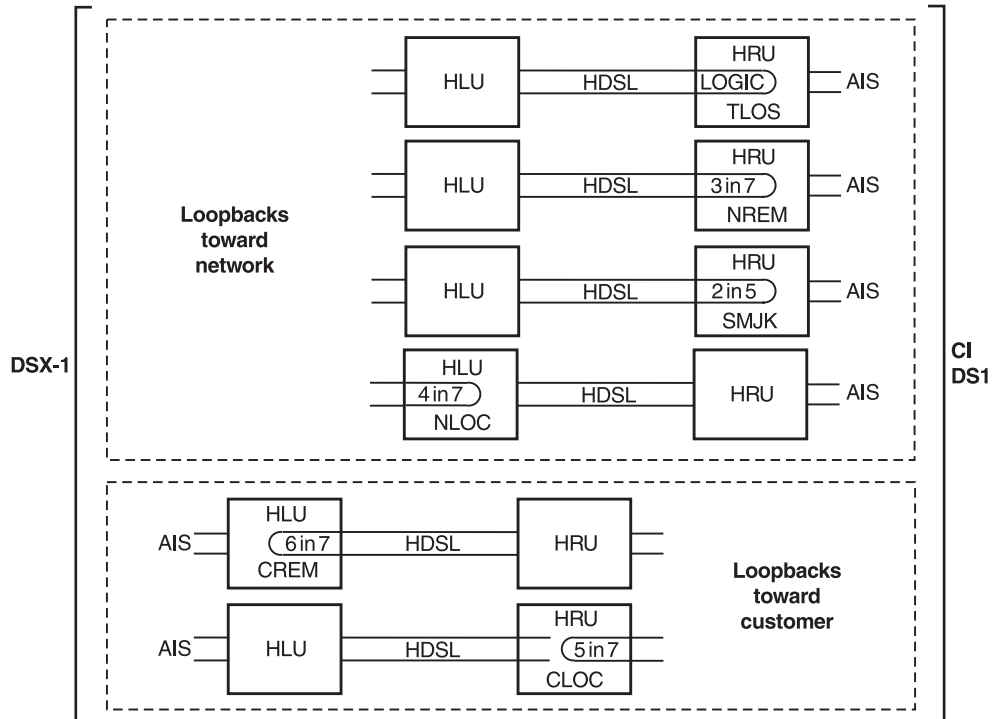 HLU
HDSL
HRU
LOGIC
TLOS
AIS
HLU
HDSL
HRU
3 in 7
NREM
AIS
Loopbacks
toward
network
HLU
HDSL
HRU
2 in 5
SMJK
AIS
DSX-1
HLU
4 in 7
NLOC
HDSL
HRU
AIS
CI
DS1
AIS
HLU
6 in 7
CREM
HDSL
HRU
Loopbacks
toward
customer
AIS
HLU
HDSL
HRU
5 in 7
CLOC